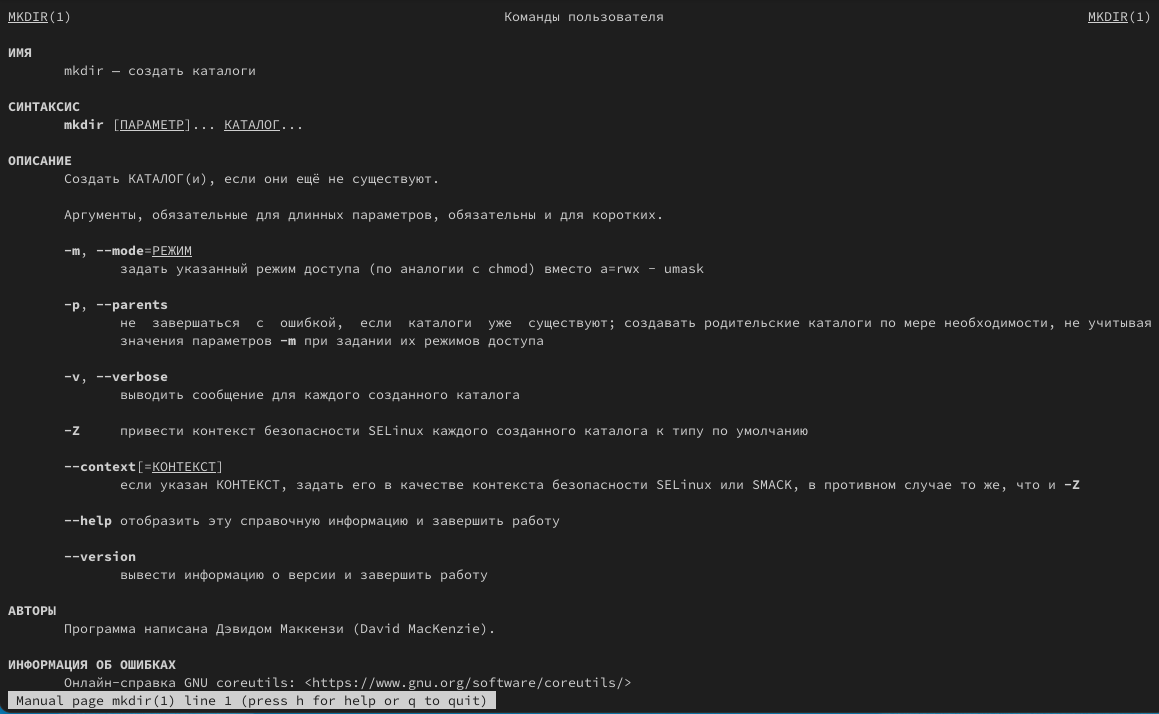 MKDIR(1) Команды пользователя MKDIR(1)
ИМЯ
mkdir — создать каталоги
СИНТАКСИС
mkdir [ПАРАМЕТР]... КАТАЛОГ...
ОПИСАНИЕ
Создать КАТАЛОГ(и), если они ещё не существуют.
Аргументы, обязательные для длинных параметров, обязательны и для коротких.
-m, --mode=РЕЖИМ
задать указанный режим доступа (по аналогии с chmod) вместо a=rwx - umask
-p, --parents
не завершаться с ошибкой, если каталоги уже существуют; создавать родительские каталоги по мере необходимости, не учитывая
значения параметров -m при задании их режимов доступа
-v, --verbose
выводить сообщение для каждого созданного каталога
-Z привести контекст безопасности SELinux каждого созданного каталога к типу по умолчанию
--context[=КОНТЕКСТ]
если указан КОНТЕКСТ, задать его в качестве контекста безопасности SELinux или SMACK, в противном случае то же, что и -Z
--help отобразить эту справочную информацию и завершить работу
--version
вывести информацию о версии и завершить работу
АВТОРЫ
Программа написана Дэвидом Маккензи (David MacKenzie).
ИНФОРМАЦИЯ ОБ ОШИБКАХ
Онлайн-справка GNU coreutils: <https://www.gnu.org/software/coreutils/>
Manual page mkdir(1) line 1 (press h for help or q to quit)